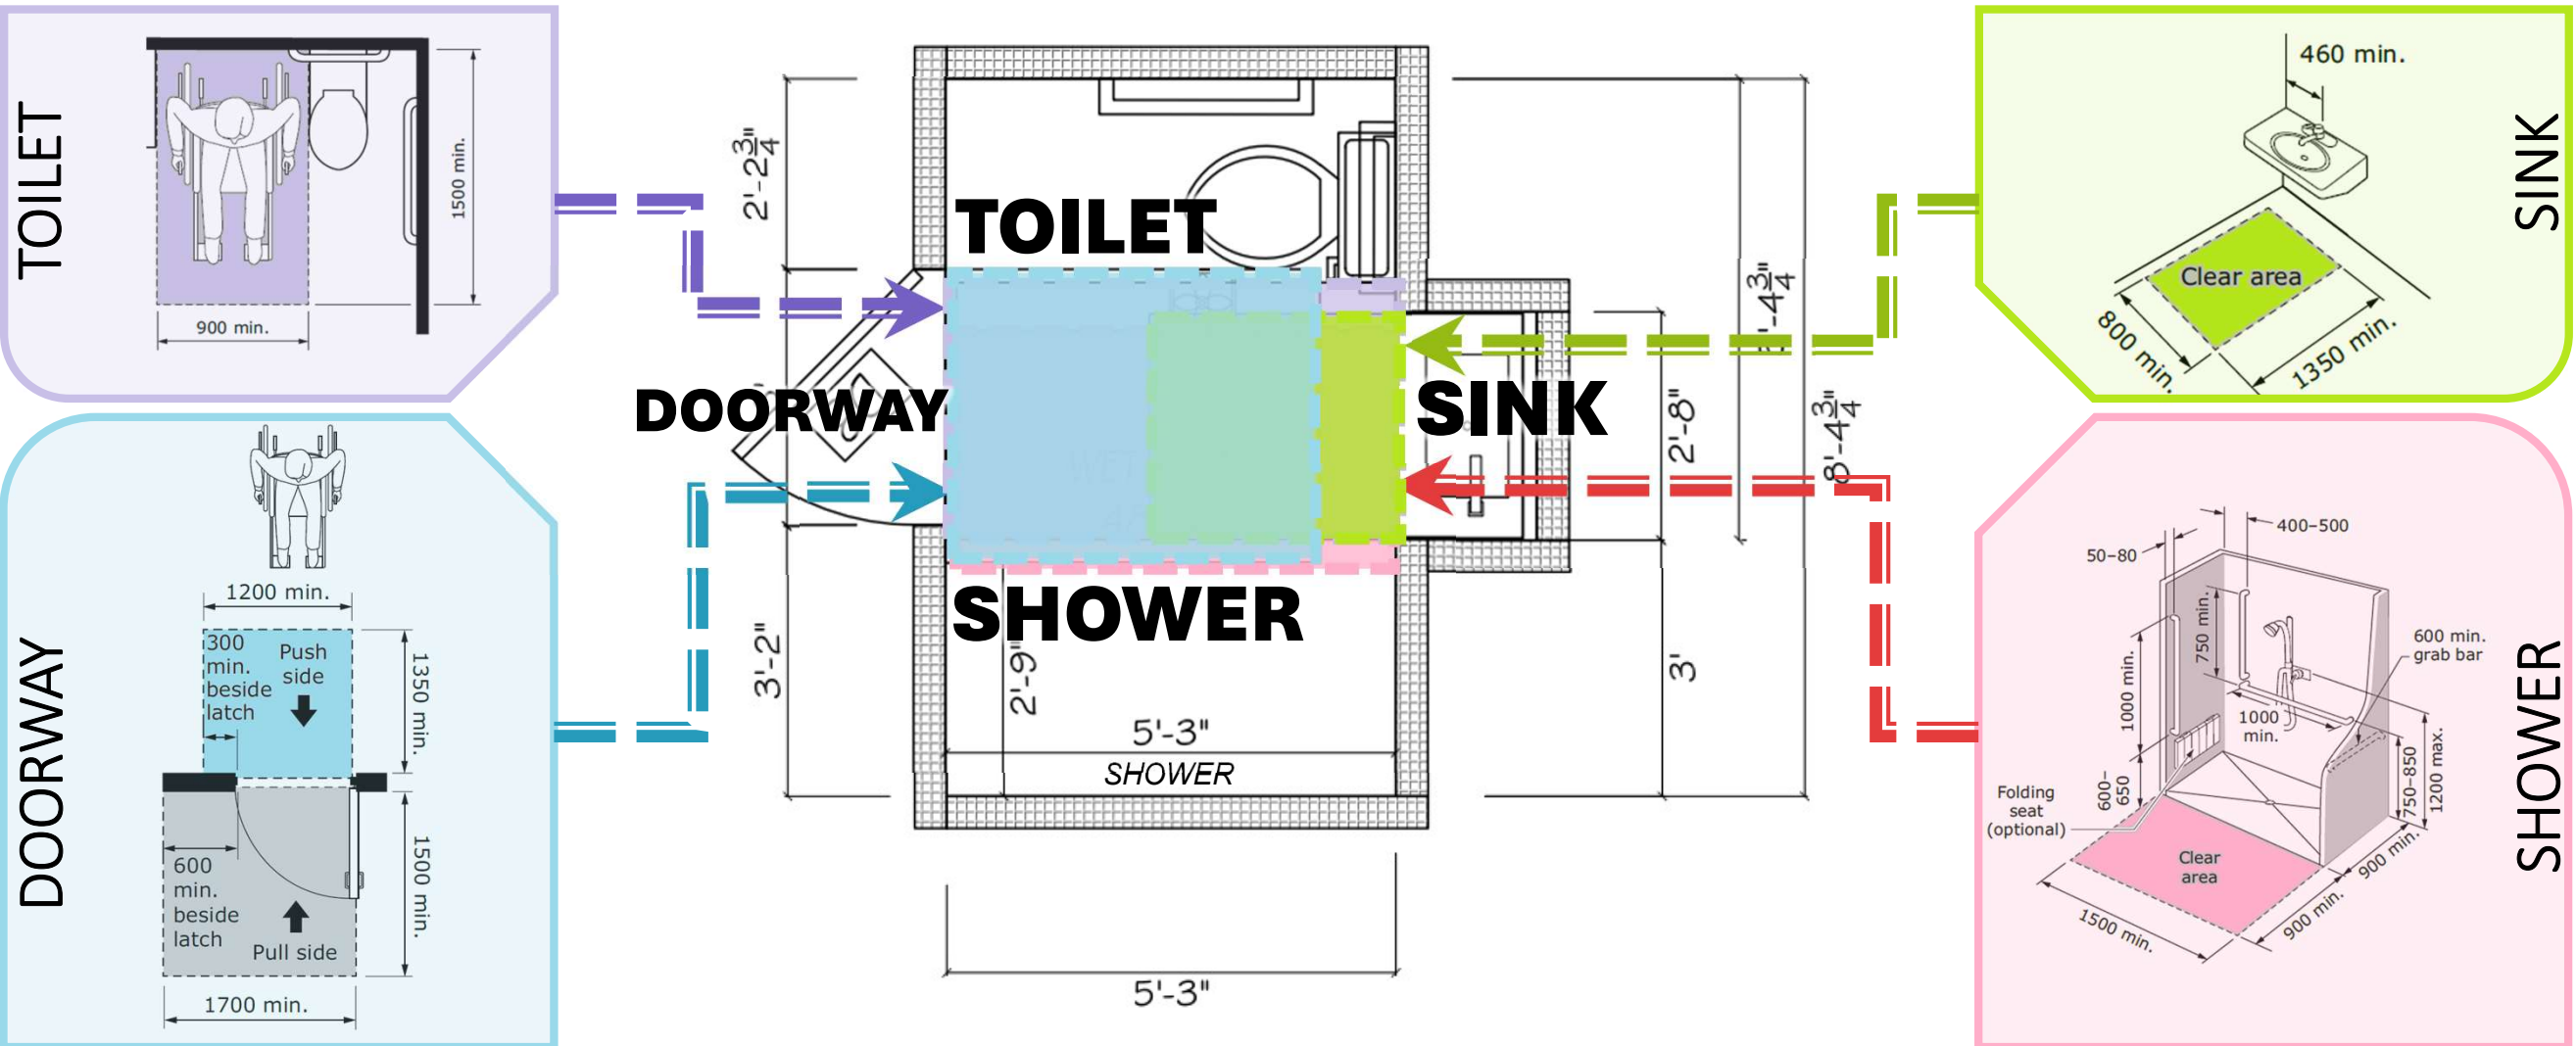 TOILET
1500 min.
900 min.
DOORWAY
1200 min.
300
min.
beside
latch
Push
side
1350 min.
600
min.
beside
latch
Pull side
1500 min.
1700 min.
2'-2 3/4"
TOILET
DOORWAY
SINK
SHOWER
3'-2"
2'-9"
5'-3"
SHOWER
5'-3"
2'-8"
3'
8'-4 3/4"
SINK
460 min.
Clear area
800 min.
1350 min.
SHOWER
400–500
50–80
750 min.
1000 min.
600 min.
grab bar
1000
min.
600–
650
750–850
1200 max.
Folding
seat
(optional)
Clear
area
900 min.
900 min.
1500 min.